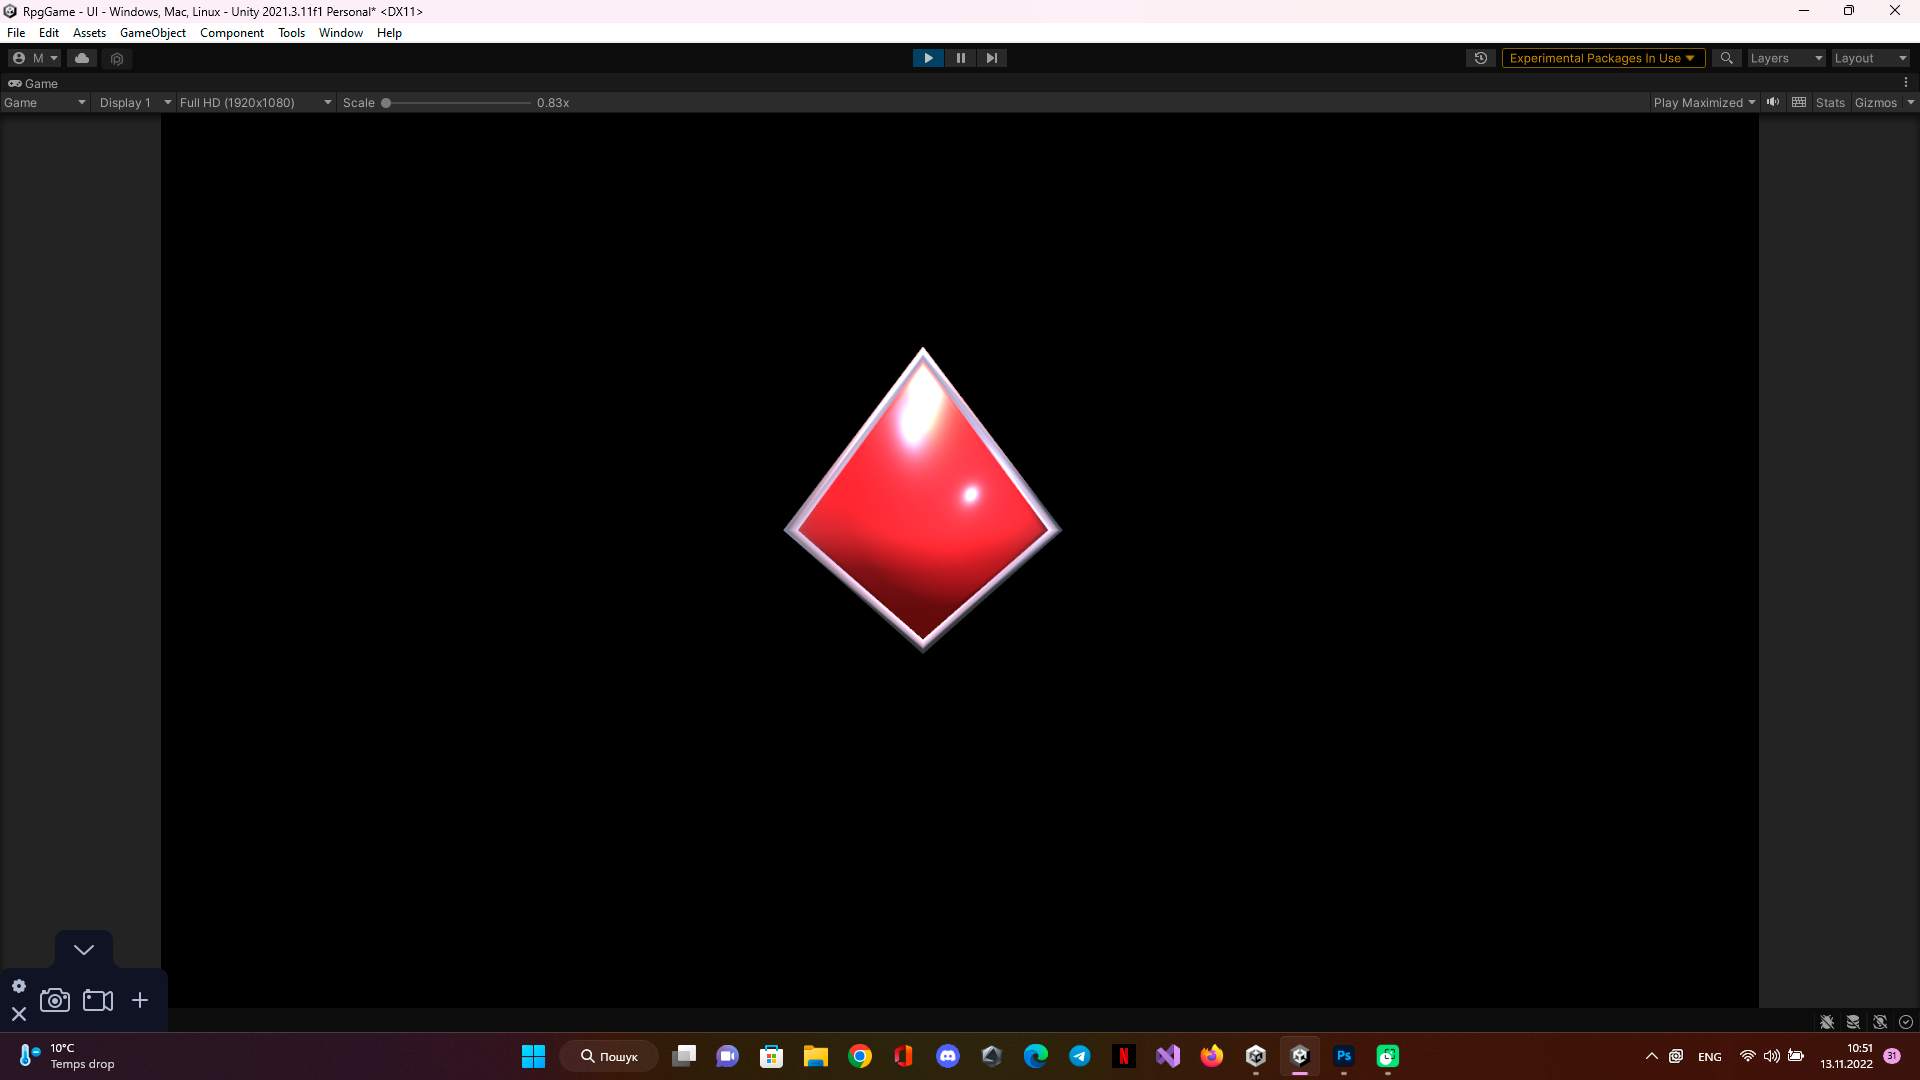 RpgGame - UI - Windows, Mac, Linux - Unity 2021.3.11f1 Personal* <DX11>
File Edit Assets GameObject Component Tools Window Help
M Experimental Packages In Use Layers Layout
Game
Game Display 1 Full HD (1920x1080) Scale 0.83x Play Maximized Stats Gizmos
10°C
Temps drop
Пошук
N
Ps
ENG
10:51
13.11.2022
31